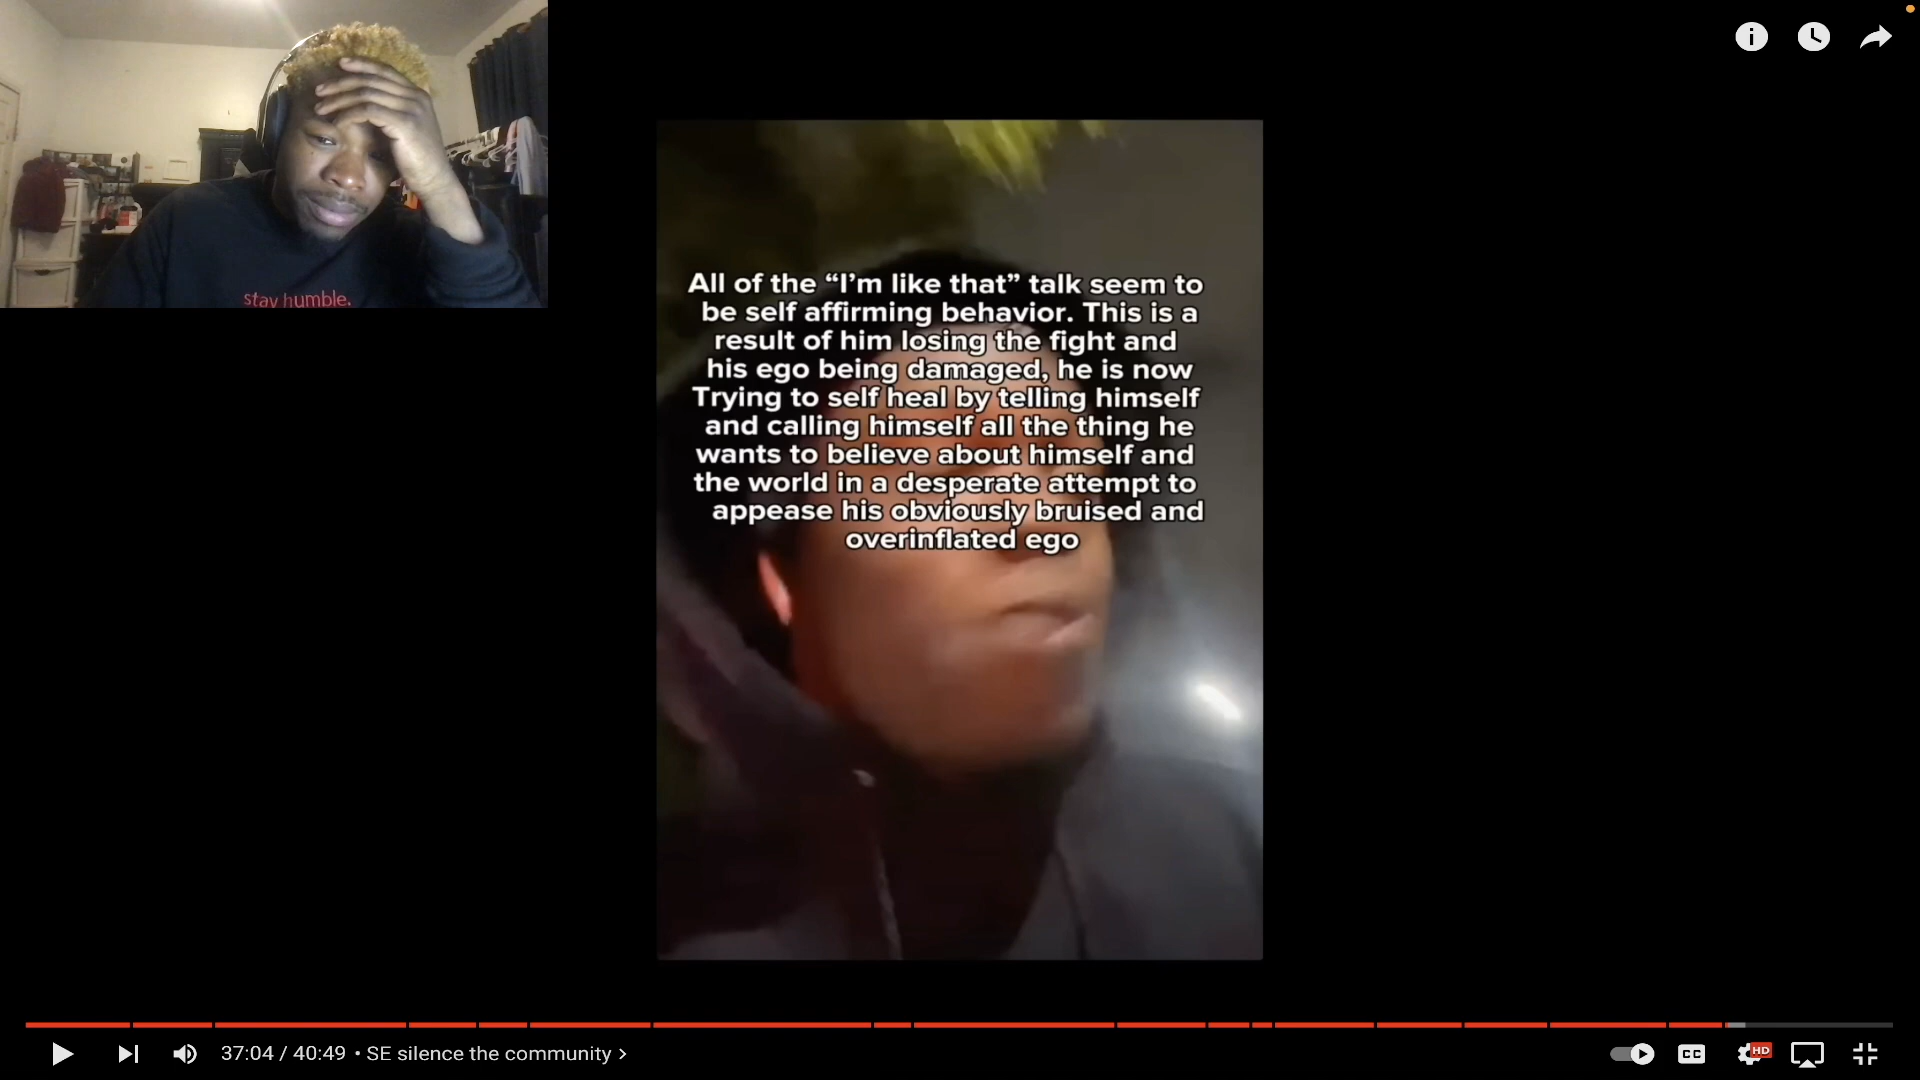 stay humble.
All of the “I’m like that” talk seem to
be self affirming behavior. This is a
result of him losing the fight and
his ego being damaged, he is now
Trying to self heal by telling himself
and calling himself all the thing he
wants to believe about himself and
the world in a desperate attempt to
appease his obviously bruised and
overinflated ego
37:04 / 40:49 • SE silence the community >
CC
HD